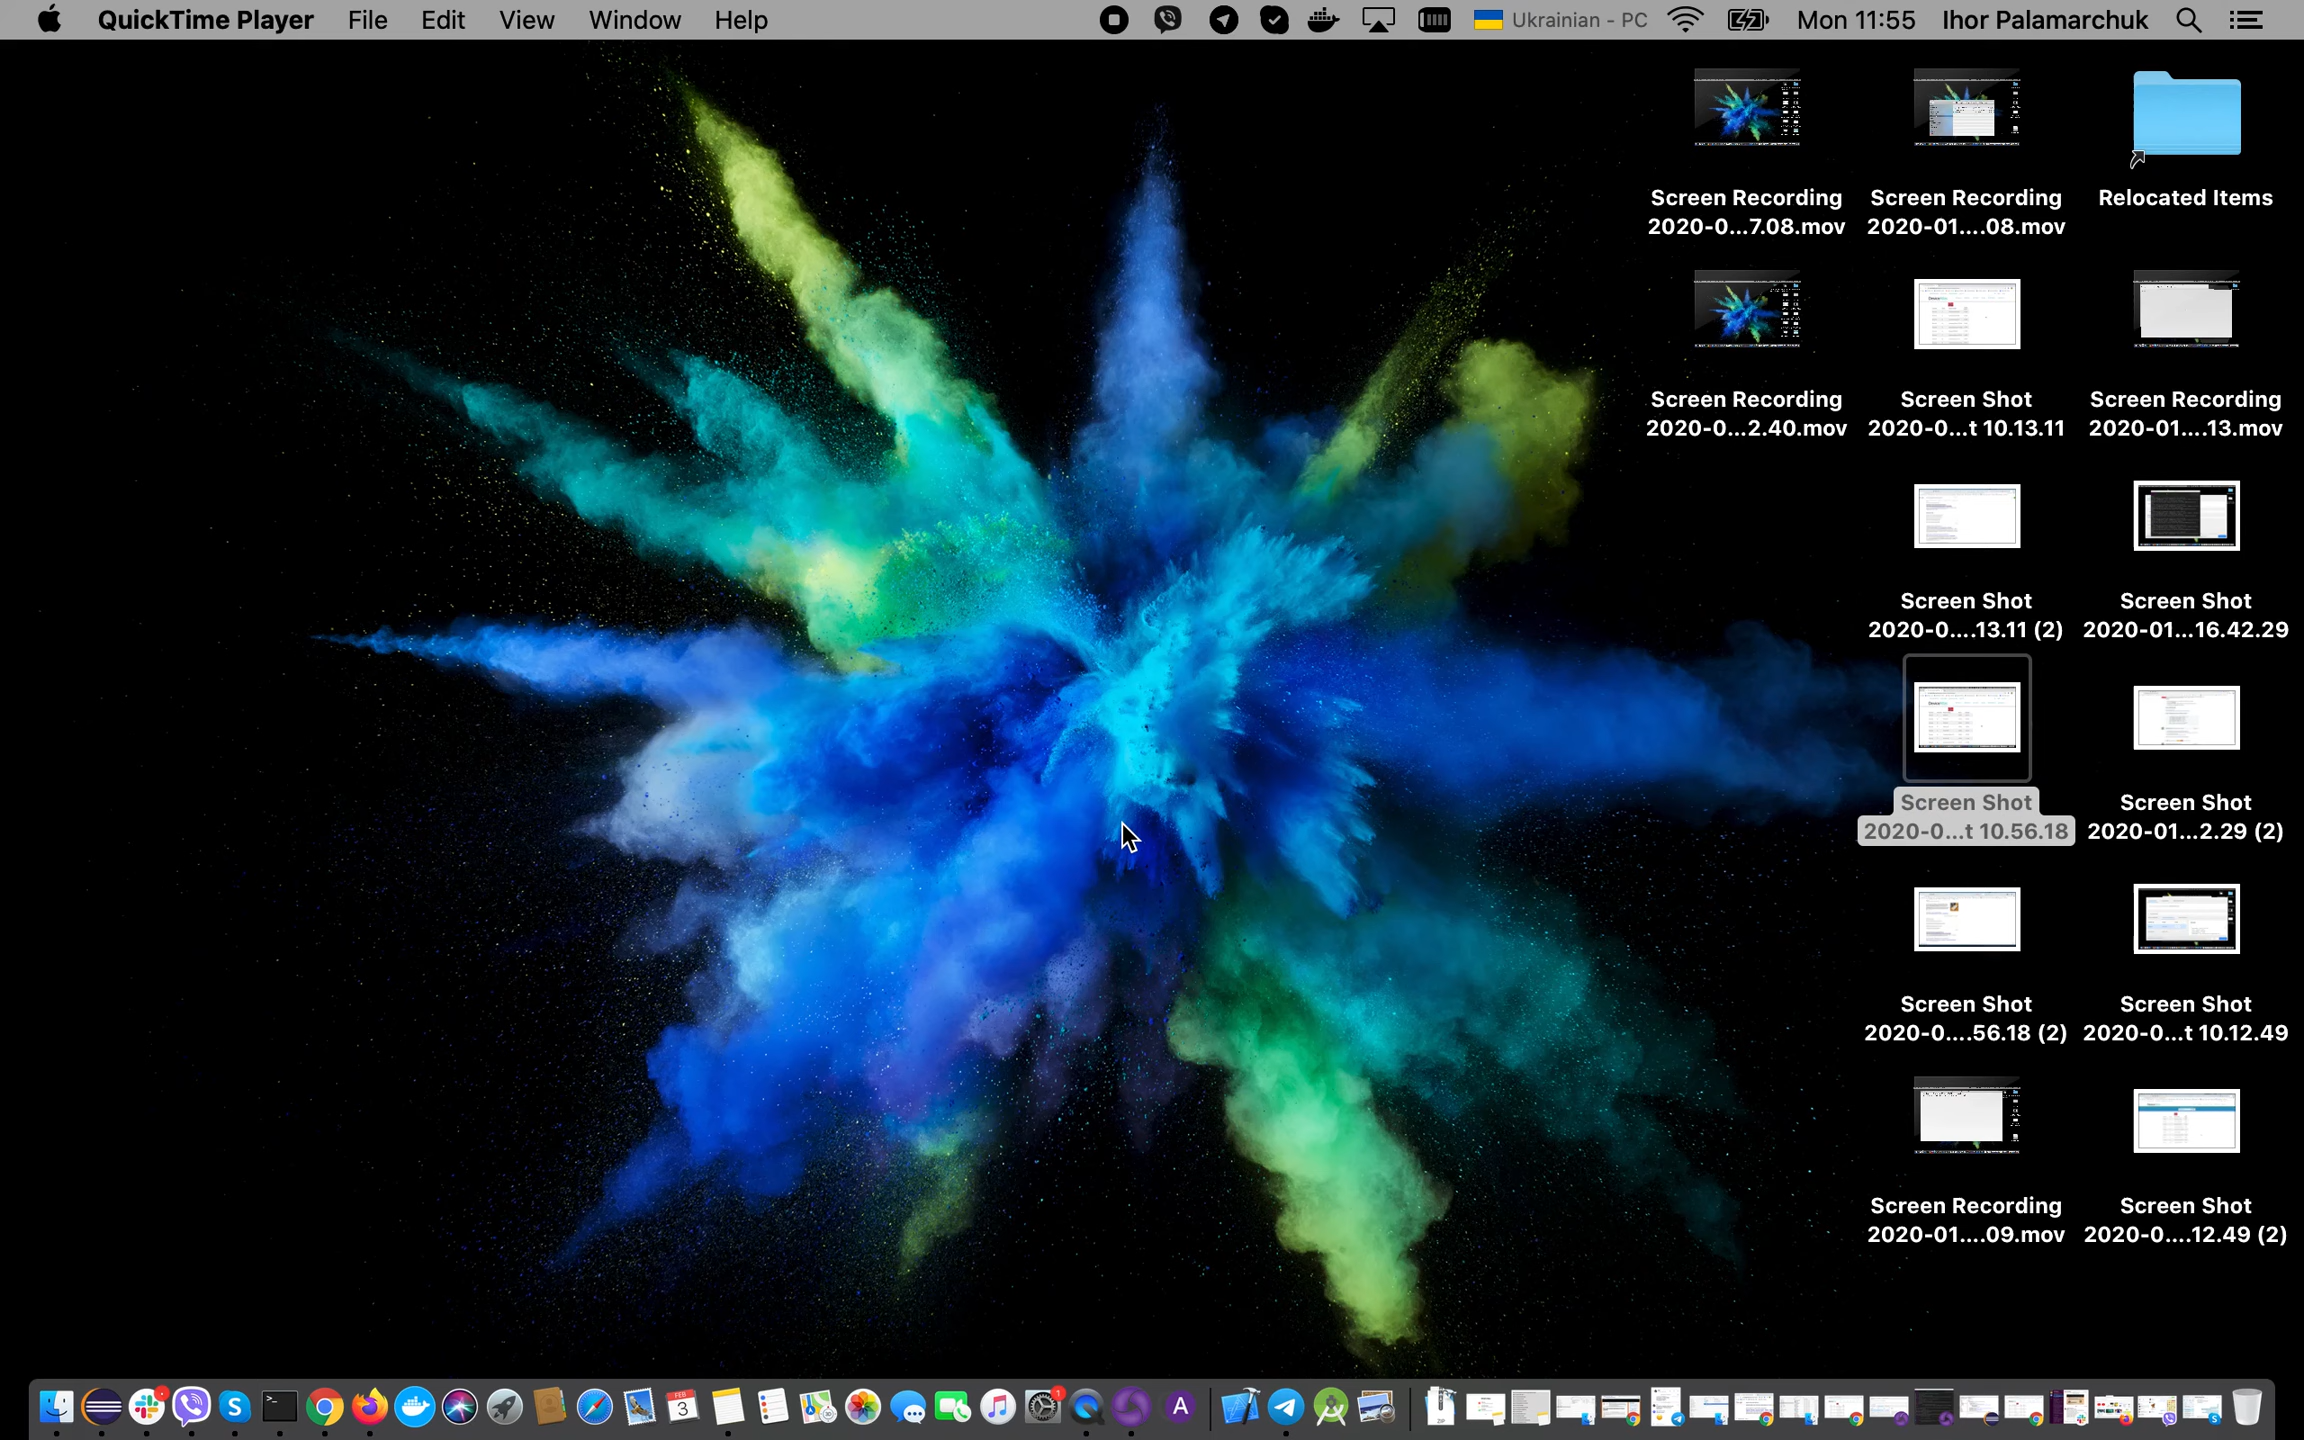 QuickTime Player File Edit View Window Help Ukrainian - PC Mon 11:55 Ihor Palamarchuk
Screen Recording
2020-0...7.08.mov
Screen Recording
2020-01....08.mov
Relocated Items
Screen Recording
2020-0...2.40.mov
Screen Shot
2020-0...t 10.13.11
Screen Recording
2020-01....13.mov
Screen Shot
2020-0....13.11 (2)
Screen Shot
2020-01...16.42.29
Screen Shot
2020-0...t 10.56.18
Screen Shot
2020-01...2.29 (2)
Screen Shot
2020-0....56.18 (2)
Screen Shot
2020-0...t 10.12.49
Screen Recording
2020-01....09.mov
Screen Shot
2020-0....12.49 (2)
FEB
3
1